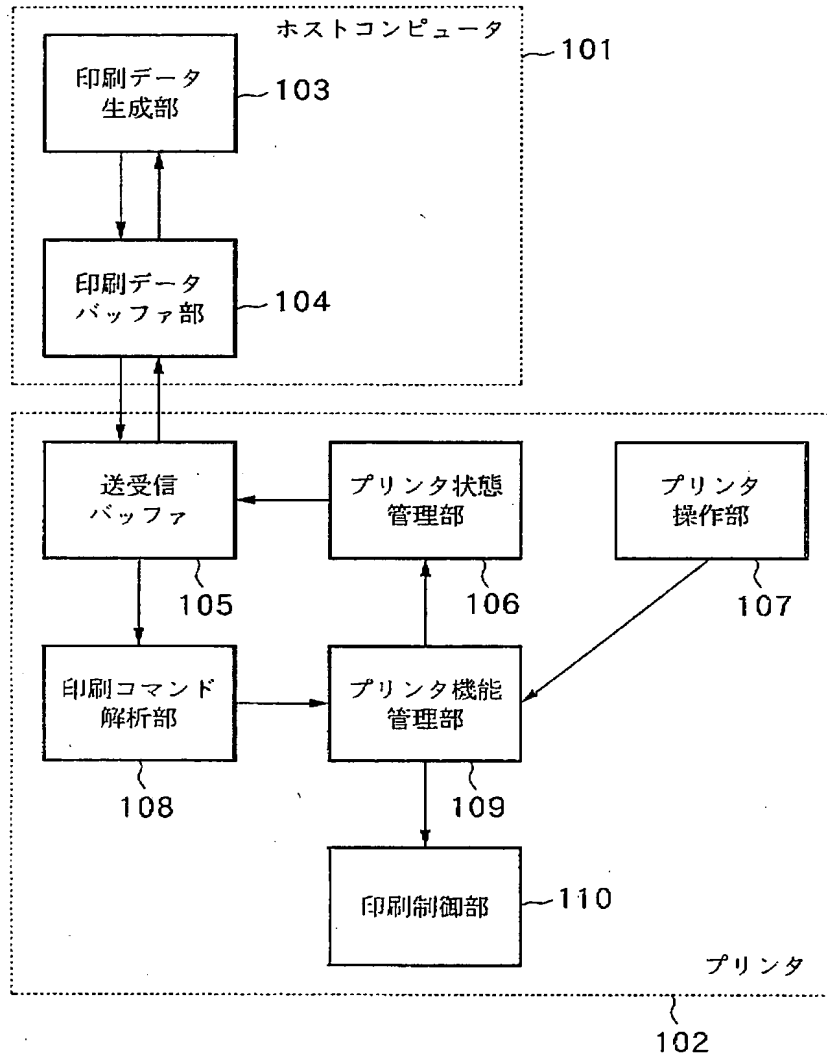 ホストコンピュータ
101
印刷データ
生成部
103
印刷データ
バッファ部
104
送受信
バッファ
105
プリンタ状態
管理部
106
プリンタ
操作部
107
印刷コマンド
解析部
108
プリンタ機能
管理部
109
印刷制御部
110
プリンタ
102